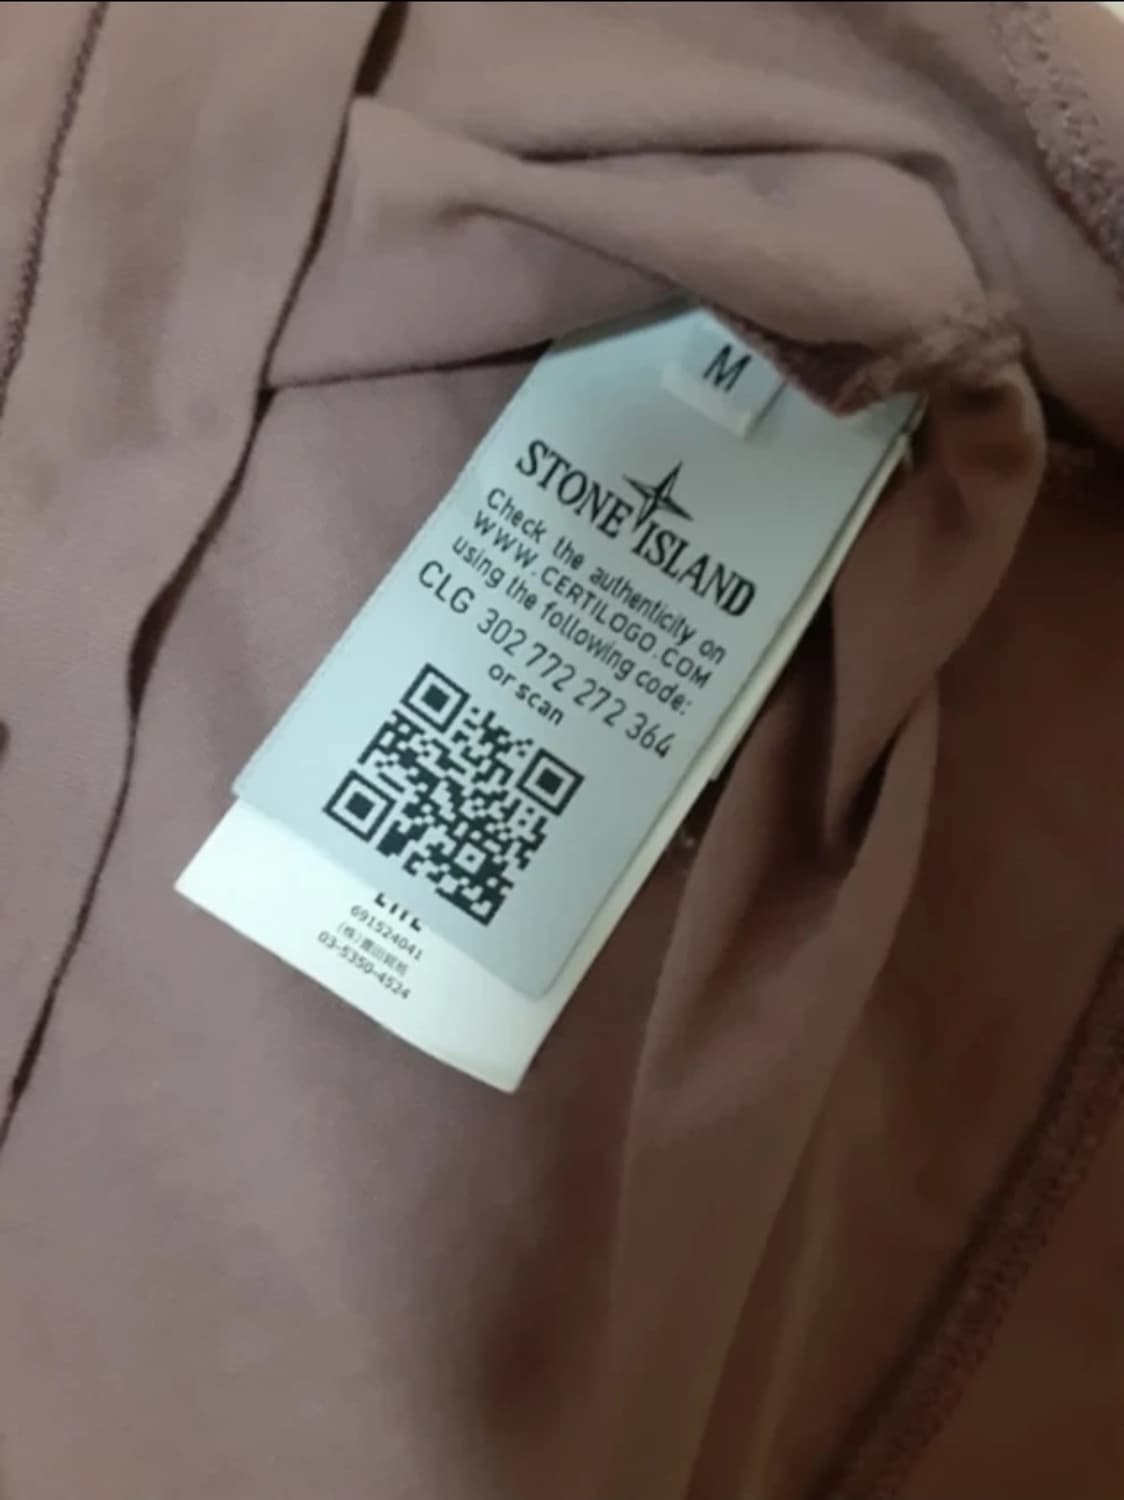 M
STONE ISLAND
Check the authenticity on
WWW.CERTILOGO.COM
using the following code:
CLG 302 772 272 364
or scan
691524041
03-5350-4524